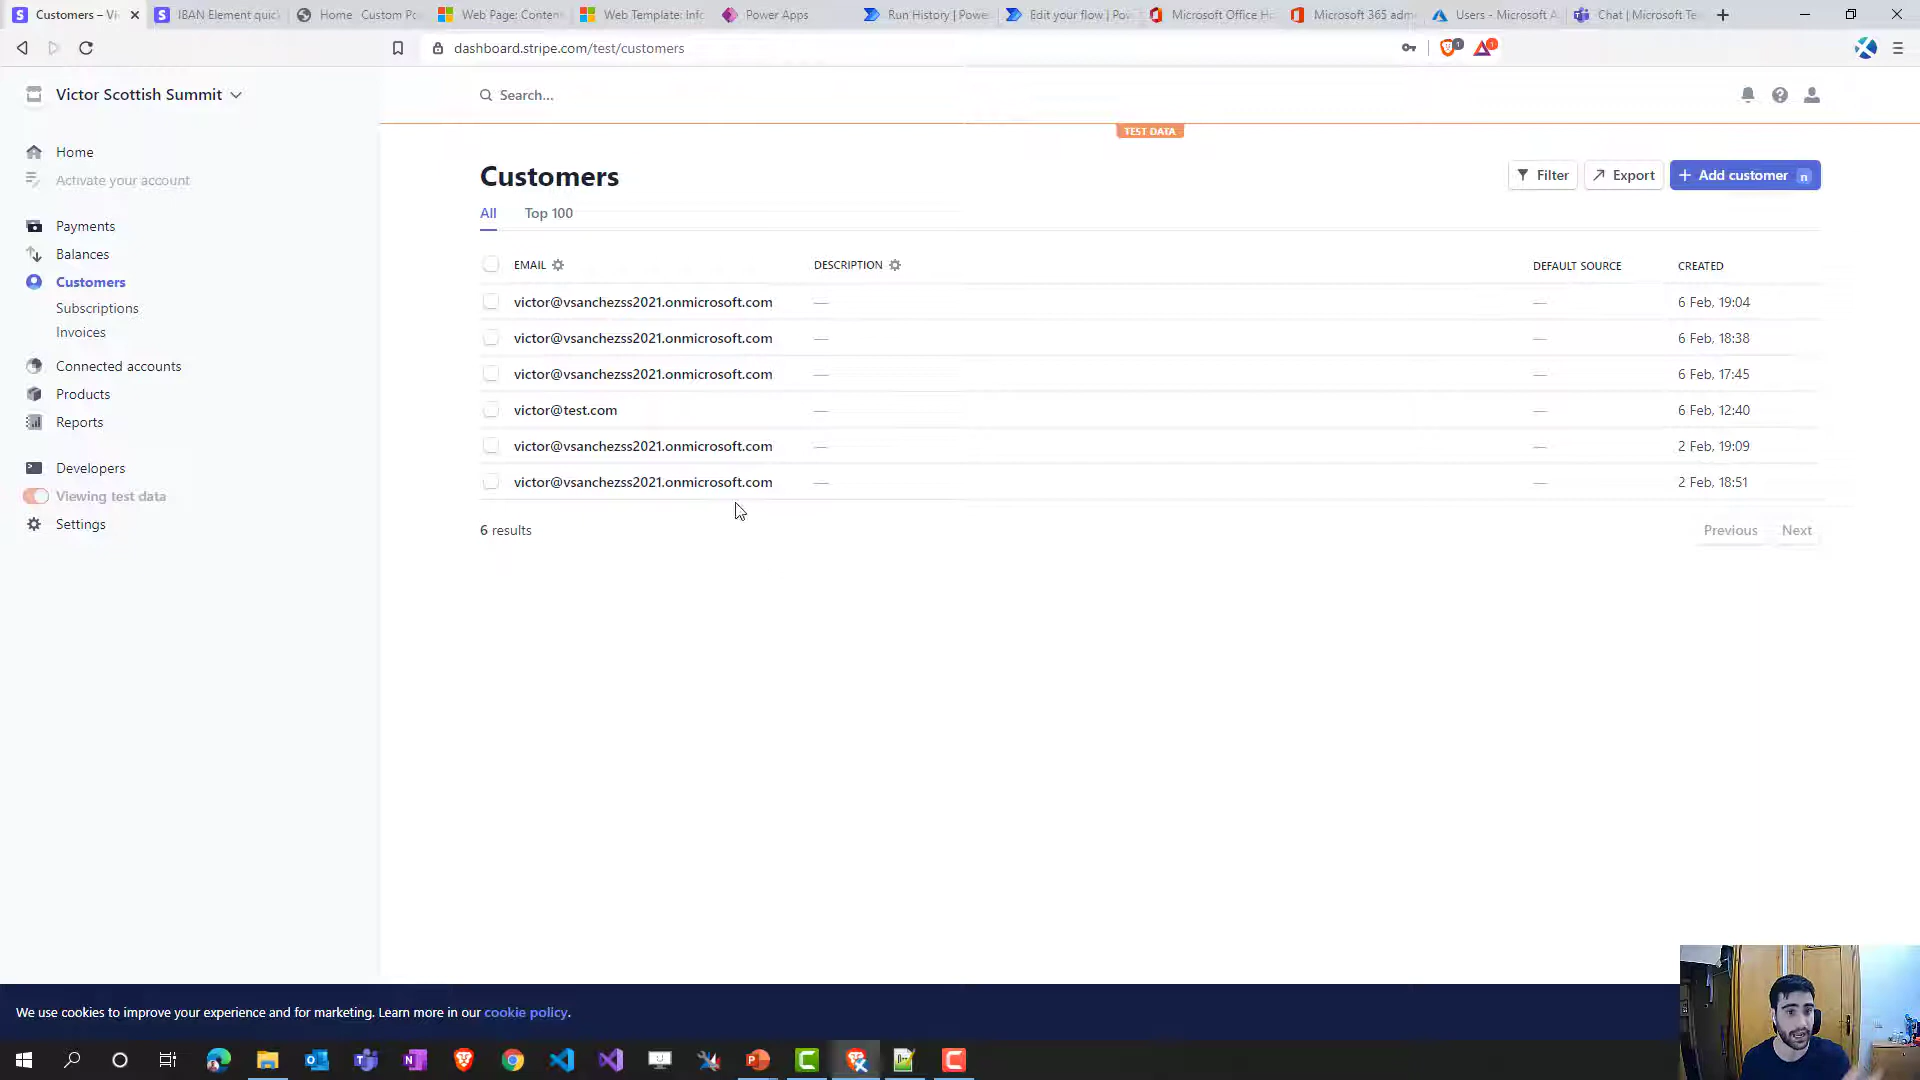 Customers – Vi
IBAN Element quic
Home · Custom Po
Web Page: Conten
Web Template: Info
Power Apps
Run History | Powe
Edit your flow | Pov
Microsoft Office H
Microsoft 365 adm
Users - Microsoft A
Chat | Microsoft Te
dashboard.stripe.com/test/customers
1
1
Victor Scottish Summit
Search...
TEST DATA
Home
Activate your account
Payments
Balances
Customers
Subscriptions
Invoices
Connected accounts
Products
Reports
Developers
Viewing test data
Settings
Customers
Filter
Export
+ Add customer n
All
Top 100
EMAIL DESCRIPTION DEFAULT SOURCE CREATED
victor@vsanchezss2021.onmicrosoft.com — — 6 Feb, 19:04
victor@vsanchezss2021.onmicrosoft.com — — 6 Feb, 18:38
victor@vsanchezss2021.onmicrosoft.com — — 6 Feb, 17:45
victor@test.com — — 6 Feb, 12:40
victor@vsanchezss2021.onmicrosoft.com — — 2 Feb, 19:09
victor@vsanchezss2021.onmicrosoft.com — — 2 Feb, 18:51
6 results
Previous Next
We use cookies to improve your experience and for marketing. Learn more in our cookie policy.